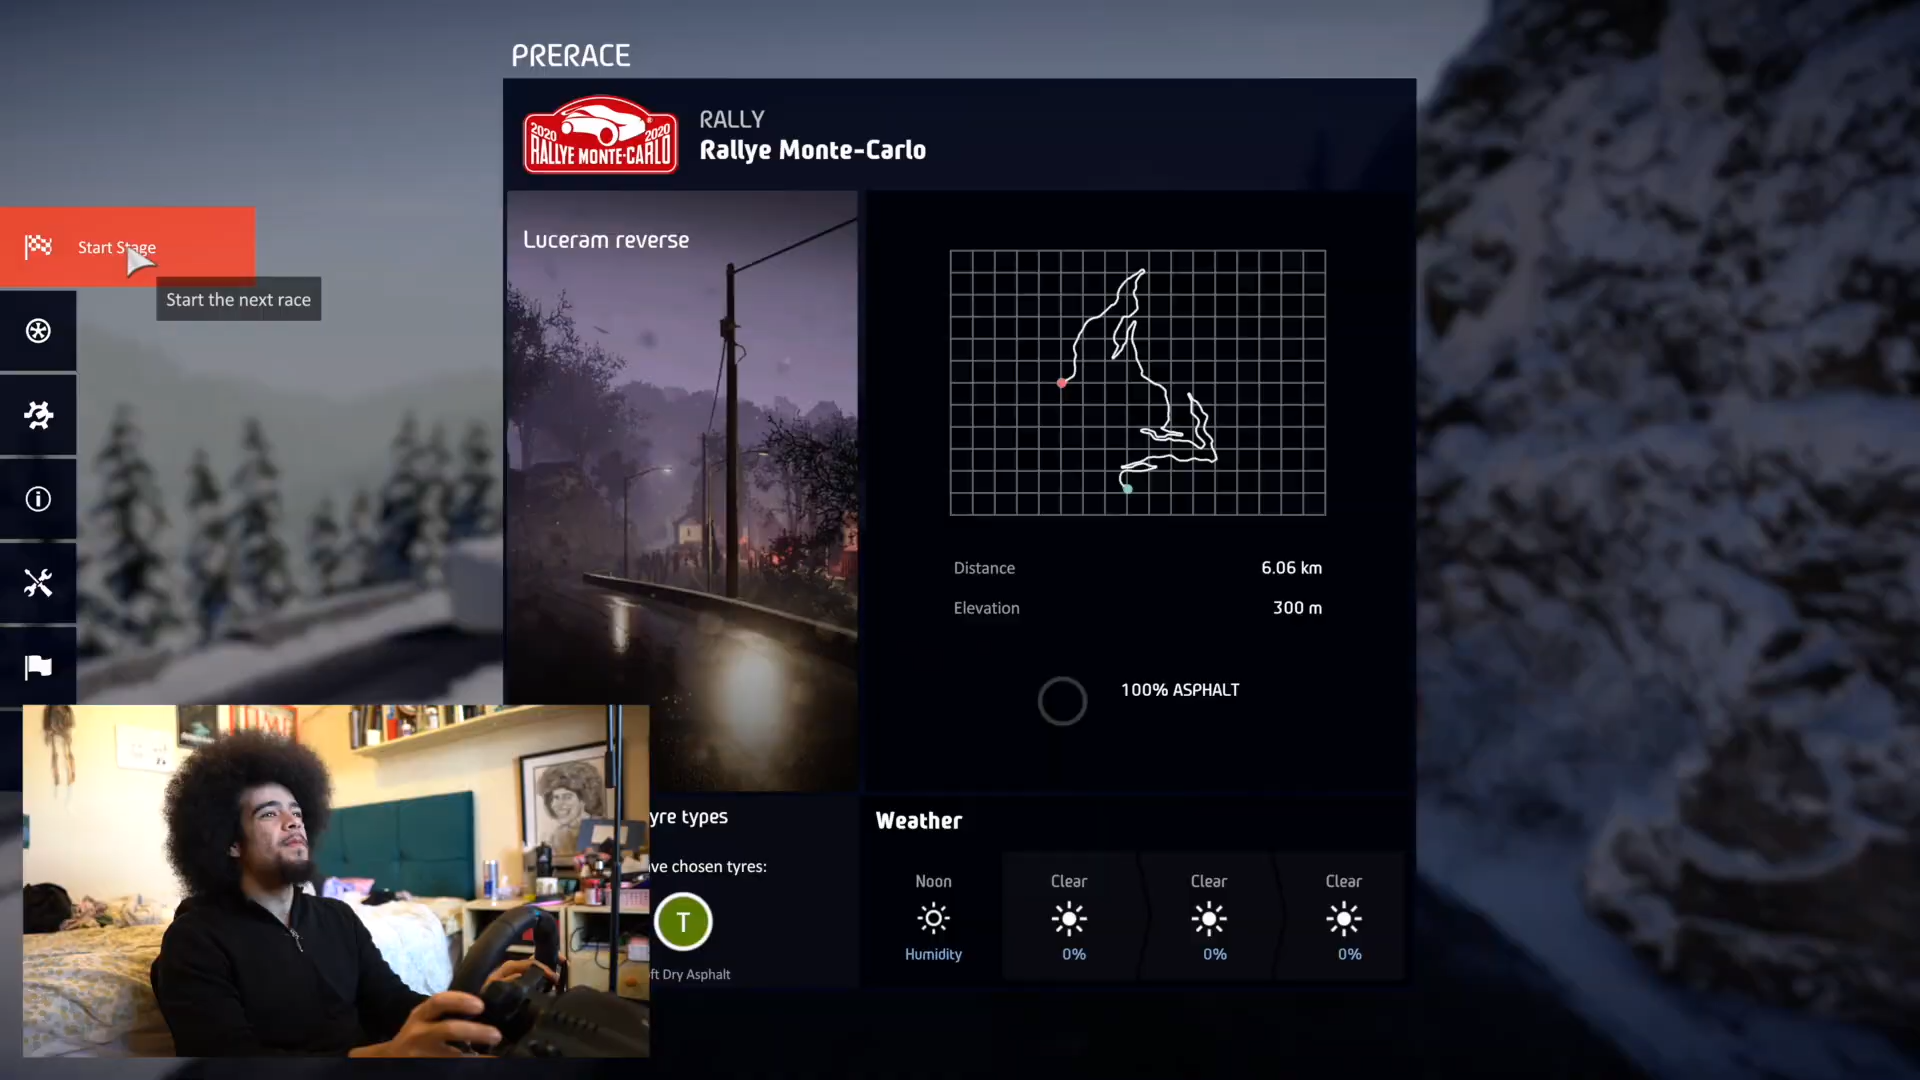 PRERACE
2020
2020
RALLYE MONTE-CARLO
RALLY
Rallye Monte-Carlo
Luceram reverse
Start Stage
Start the next race
Distance
6.06 km
Elevation
300 m
100% ASPHALT
yre types
ve chosen tyres:
T
ft Dry Asphalt
Weather
Noon
Clear
Clear
Clear
Humidity
0%
0%
0%